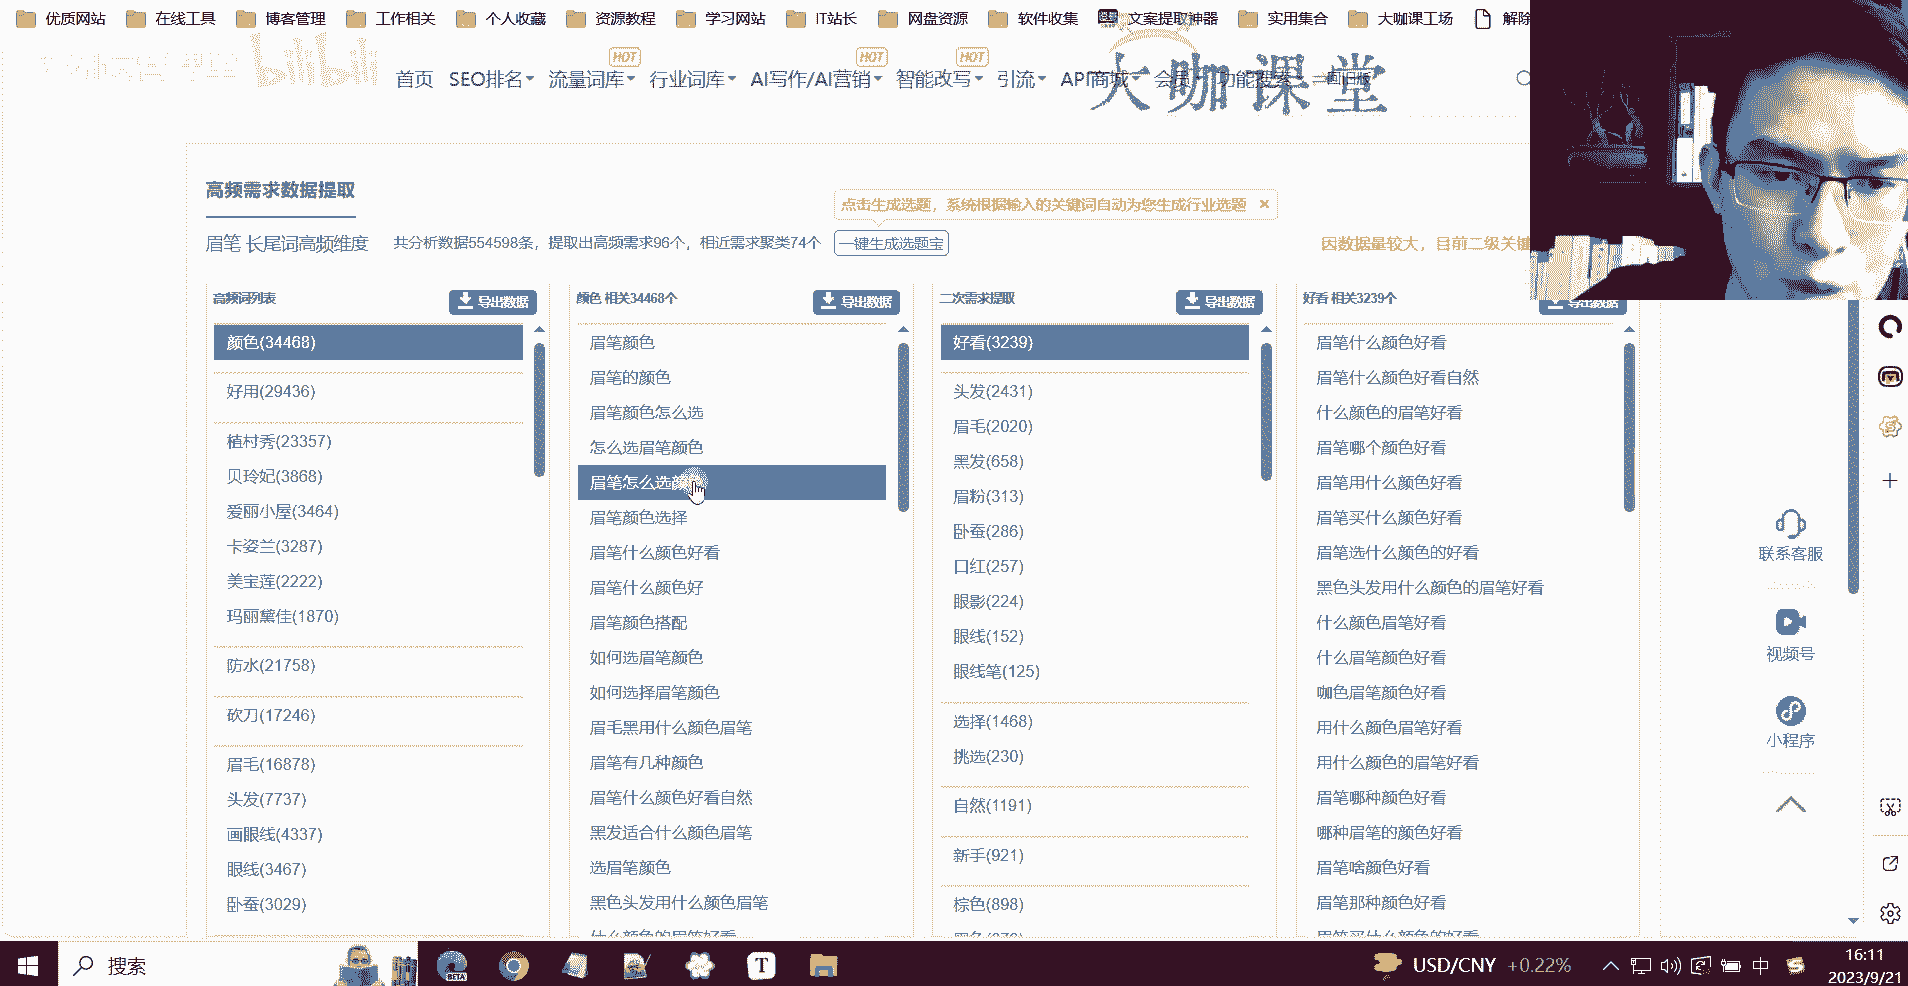 优质网站 在线工具 博客管理 工作相关 个人收藏 资源教程 学习网站 IT站长 网盘资源 软件收集 文案提取神器 实用集合 大咖课工场 解除
bilibili
HOT HOT HOT
首页 SEO排名 流量词库 行业词库 AI写作/AI营销 智能改写 引流 API商城 会员 功能搜索 回旧版
大咖课堂
高频需求数据提取
点击生成选题，系统根据输入的关键词自动为您生成行业选题 ×
眉笔 长尾词高频维度 共分析数据554598条，提取出高频需求96个，相近需求聚类74个 一键生成选题宝 因数据量较大，目前二级关键
高频词列表 导出数据 颜色 相关34468个 导出数据 二次需求提取 导出数据 好看 相关3239个 导出数据
颜色(34468)
好用(29436)
植村秀(23357)
贝玲妃(3868)
爱丽小屋(3464)
卡姿兰(3287)
美宝莲(2222)
玛丽黛佳(1870)
防水(21758)
砍刀(17246)
眉毛(16878)
头发(7737)
画眼线(4337)
眼线(3467)
卧蚕(3029)
眉笔颜色
眉笔的颜色
眉笔颜色怎么选
怎么选眉笔颜色
眉笔怎么选颜
眉笔颜色选择
眉笔什么颜色好看
眉笔什么颜色好
眉笔颜色搭配
如何选眉笔颜色
如何选择眉笔颜色
眉毛黑用什么颜色眉笔
眉笔有几种颜色
眉笔什么颜色好看自然
黑发适合什么颜色眉笔
选眉笔颜色
黑色头发用什么颜色眉笔
什么颜色的眉笔好看
好看(3239)
头发(2431)
眉毛(2020)
黑发(658)
眉粉(313)
卧蚕(286)
口红(257)
眼影(224)
眼线(152)
眼线笔(125)
选择(1468)
挑选(230)
自然(1191)
新手(921)
棕色(898)
眉笔什么颜色好看
眉笔什么颜色好看自然
什么颜色的眉笔好看
眉笔哪个颜色好看
眉笔用什么颜色好看
眉笔买什么颜色好看
眉笔选什么颜色的好看
黑色头发用什么颜色的眉笔好看
什么颜色眉笔好看
什么眉笔颜色好看
咖色眉笔颜色好看
用什么颜色眉笔好看
用什么颜色的眉笔好看
眉笔哪种颜色好看
哪种眉笔的颜色好看
眉笔啥颜色好看
眉笔那种颜色好看
眉笔买什么颜色好看
联系客服
视频号
小程序
搜索 BETA T USD/CNY +0.22% 中 16:11
2023/9/21